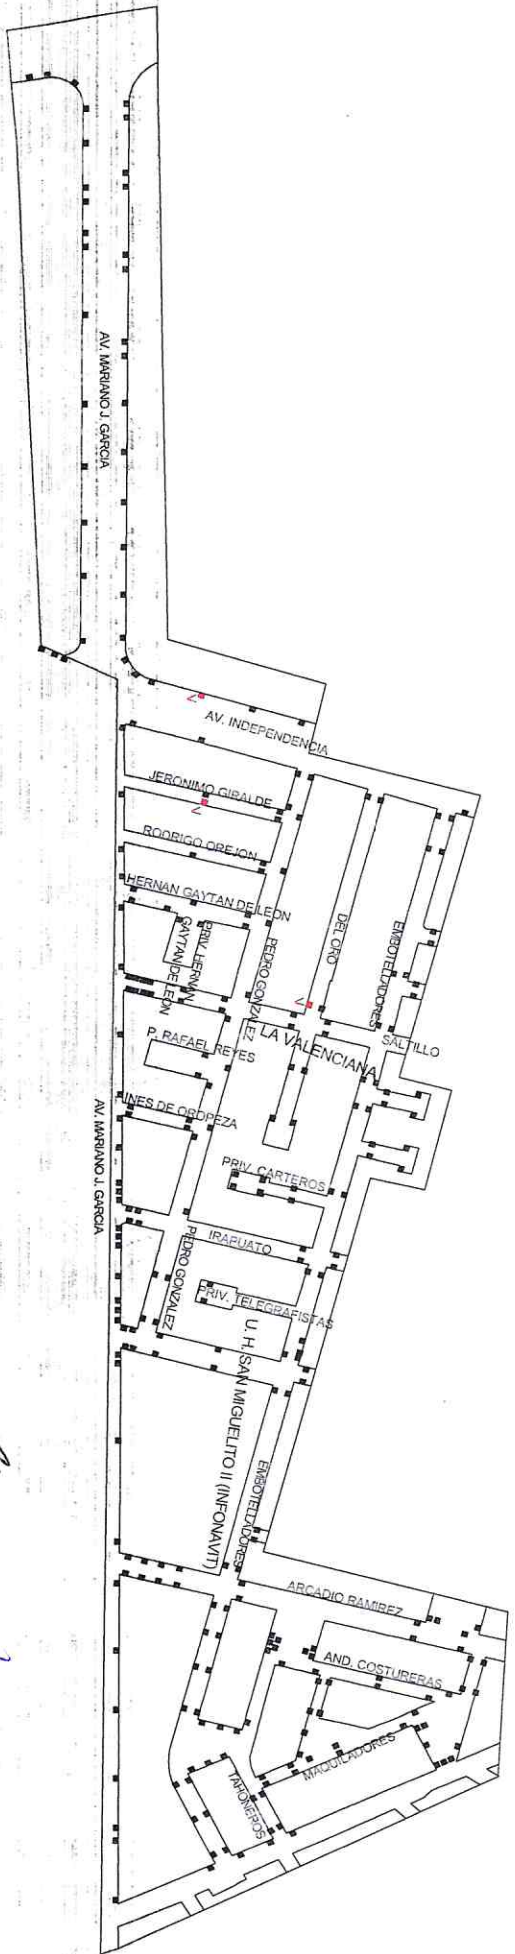 AV. MARIANO J. GARCIA
AV. INDEPENDENCIA
JERONIMO GIRALDE
V
V
RODRIGO OREJON
HERNAN GAYTAN DE LEON
PRIV. HERNAN
GAYTAN DE LEON
PEDRO GONZALEZ
DEL ORO
EMBOTELLADORES
V
SALTILLO
LA VALENCIANA
P. RAFAEL REYES
INES DE OROPEZA
AV. MARIANO J. GARCIA
PRIV. CARTEROS
IRAPUATO
PEDRO GONZALEZ
PRIV. TELEGRAFISTAS
U. H. SAN MIGUELITO II (INFONAVIT)
EMBOTELLADORES
ARCADIO RAMIREZ
AND. COSTURERAS
MAQUILADORES
TAHONEROS